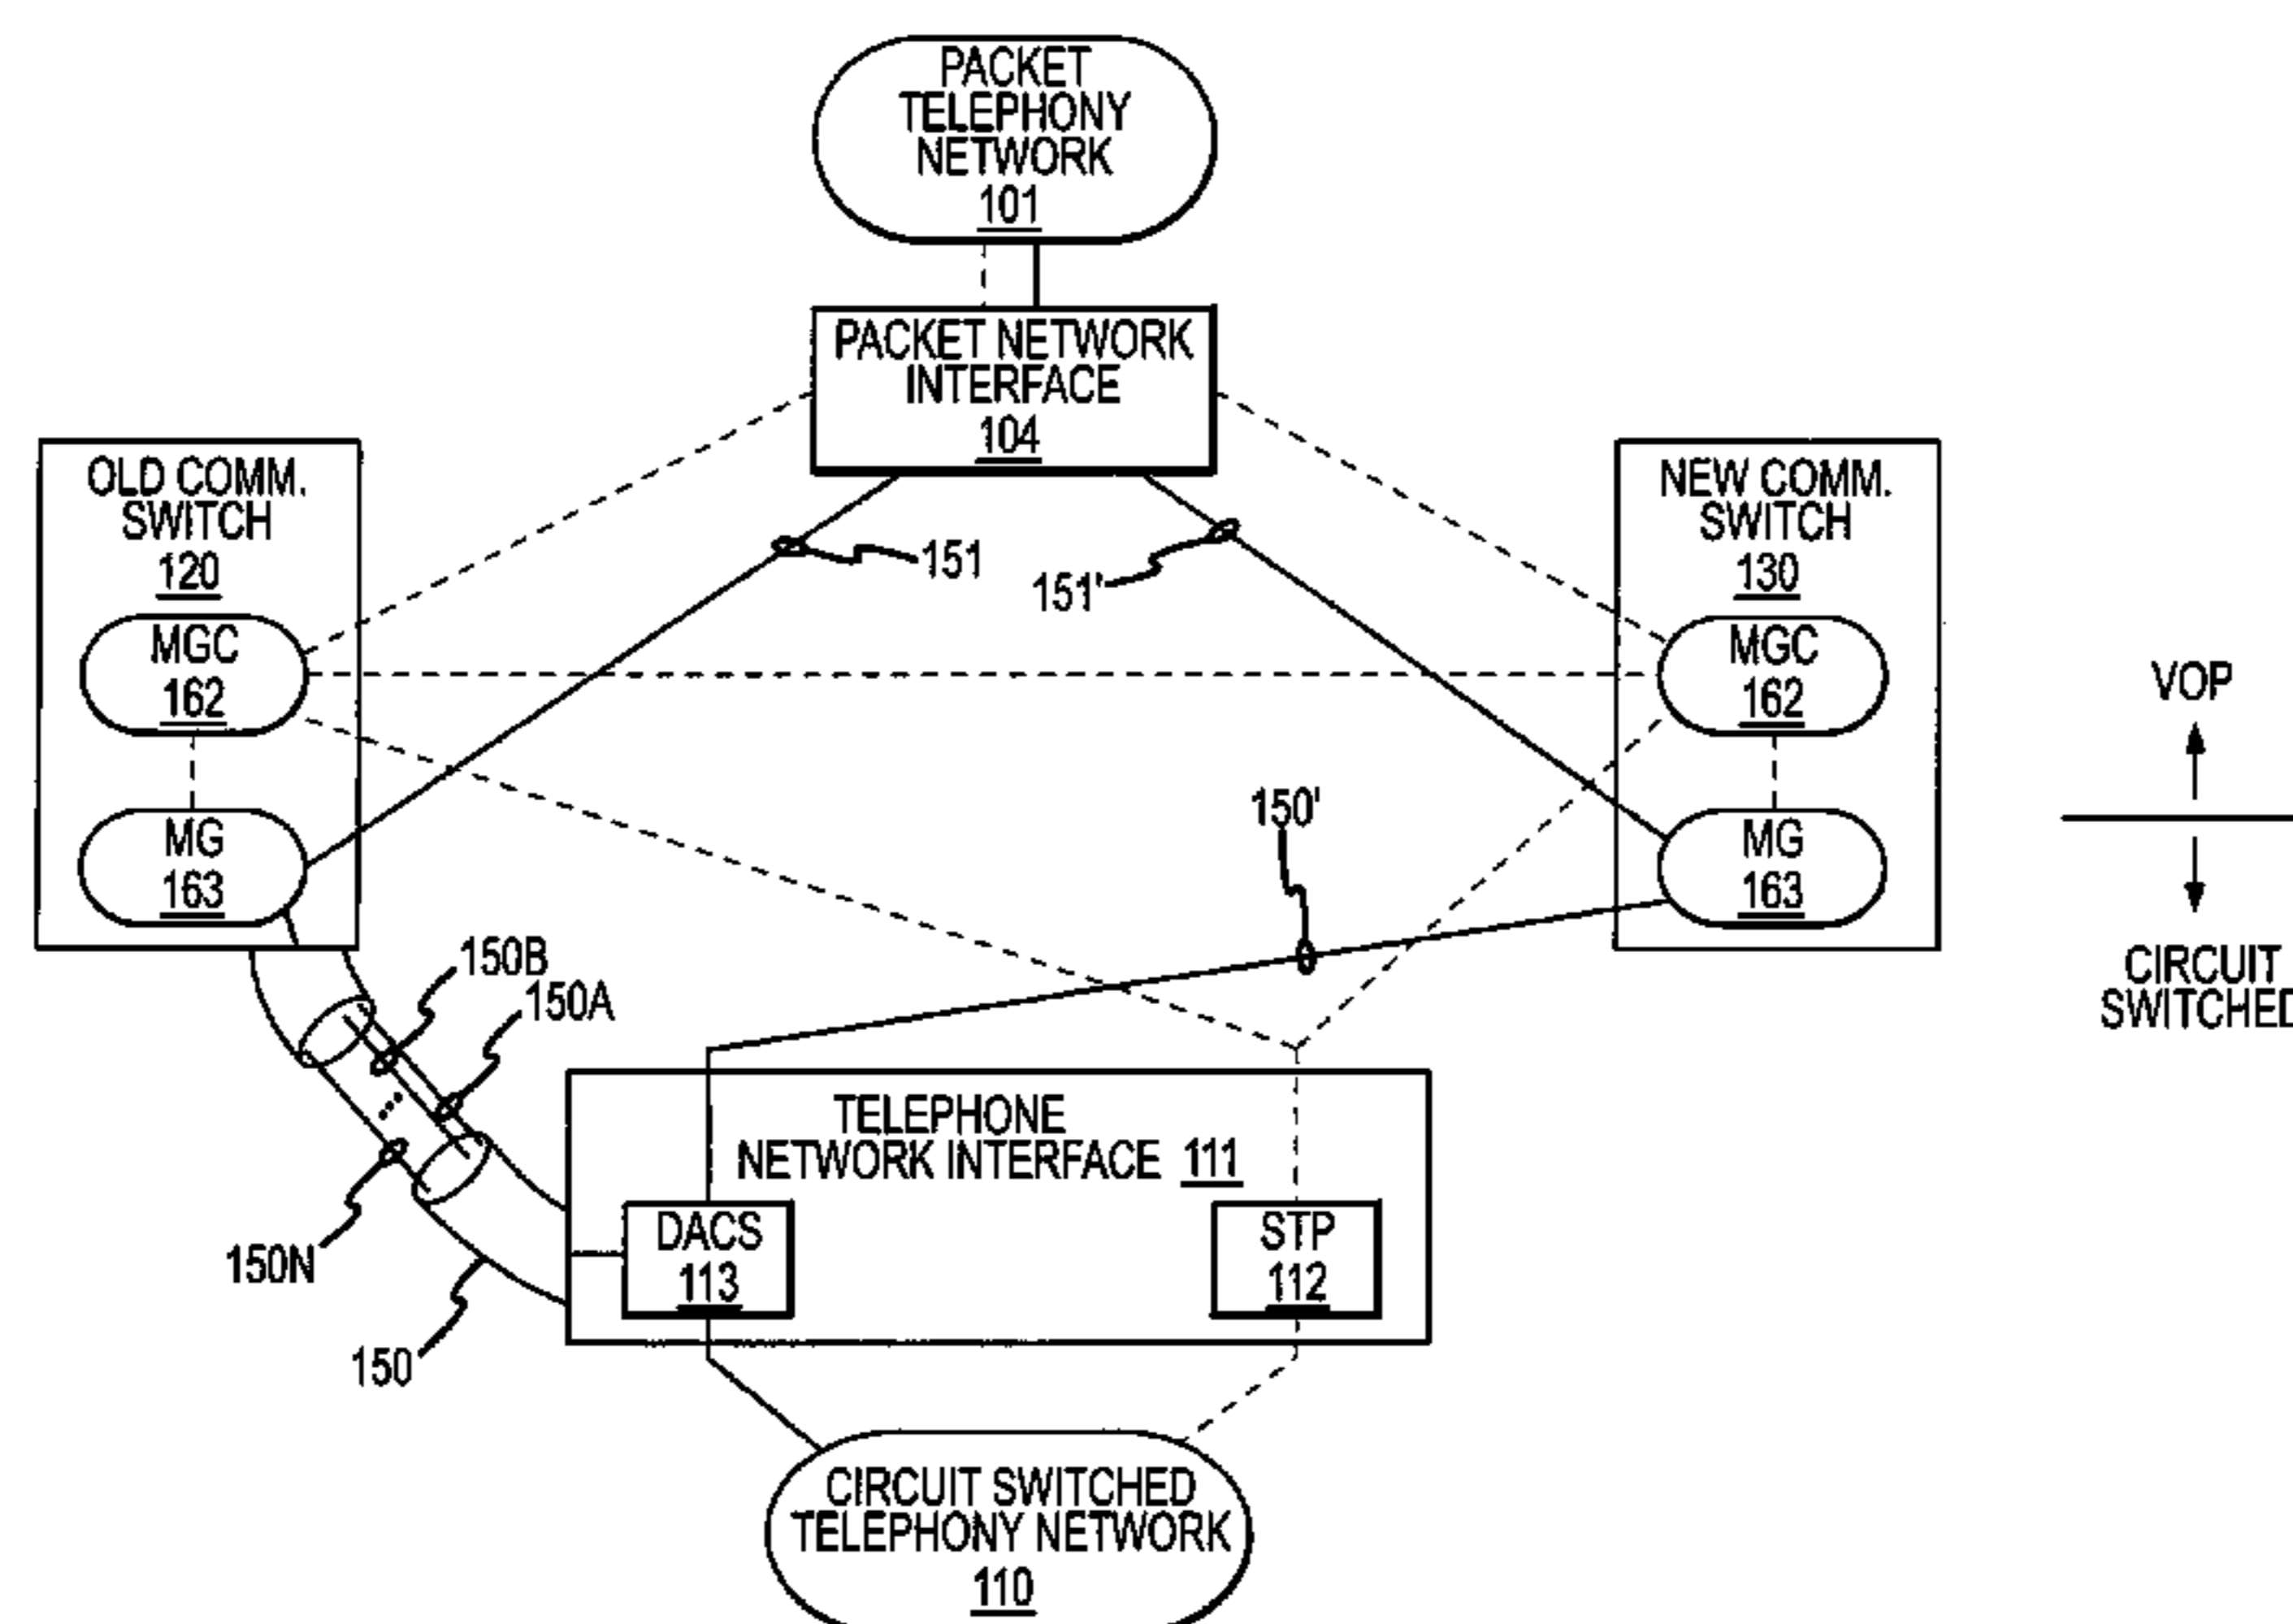 PACKET
TELEPHONY
NETWORK
101
PACKET NETWORK
INTERFACE
104
OLD COMM.
SWITCH
120
MGC
162
MG
163
151
151'
NEW COMM.
SWITCH
130
MGC
162
MG
163
VOP
CIRCUIT
SWITCHED
150'
150B
150A
150N
150
TELEPHONE
NETWORK INTERFACE 111
DACS
113
STP
112
CIRCUIT SWITCHED
TELEPHONY NETWORK
110